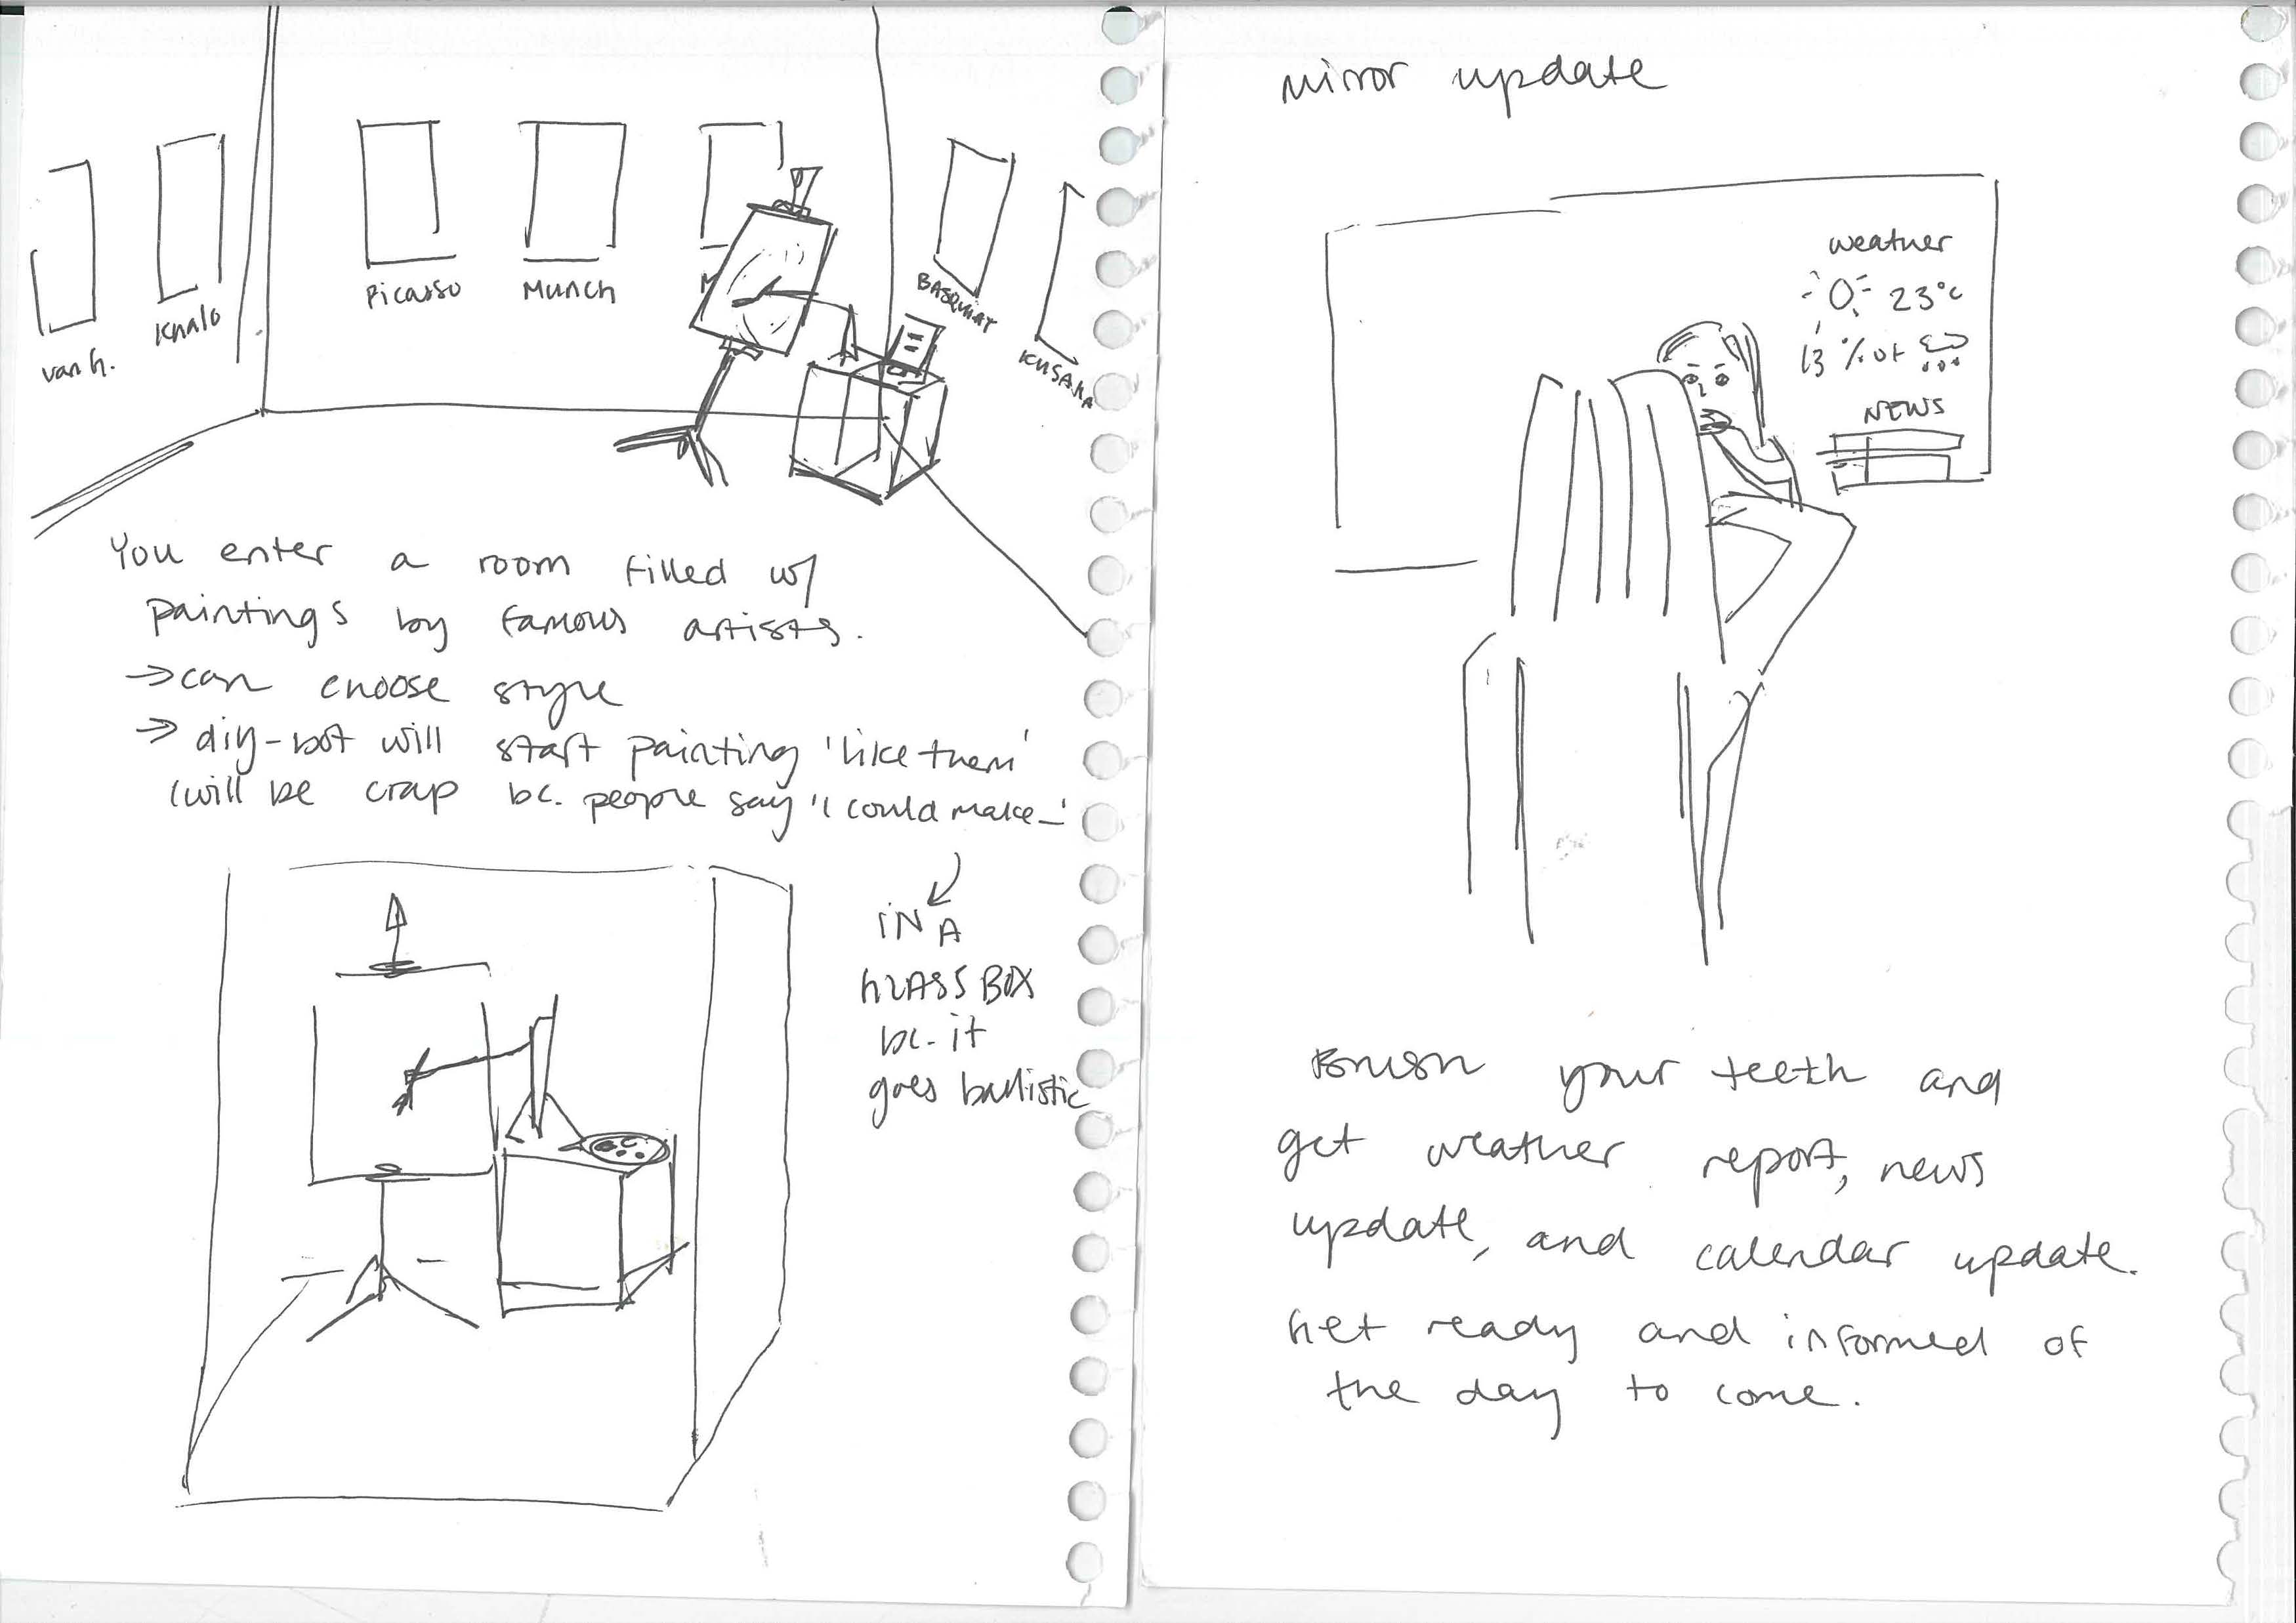 van G.
Khalo
Picasso
Munch
M
BASQUIAT
KUSAMA
You enter a room filled w/
paintings by famous artists.
→ can choose style
→ diy-bot will start painting 'like them'
(will be crap bc. people say 'I could make_'
IN A
GLASS BOX
bc. it
goes ballistic
mirror update
weather
23°C
13 % of
NEWS
Brush your teeth and
get weather report, news
update, and calendar update.
Get ready and informed of
the day to come.